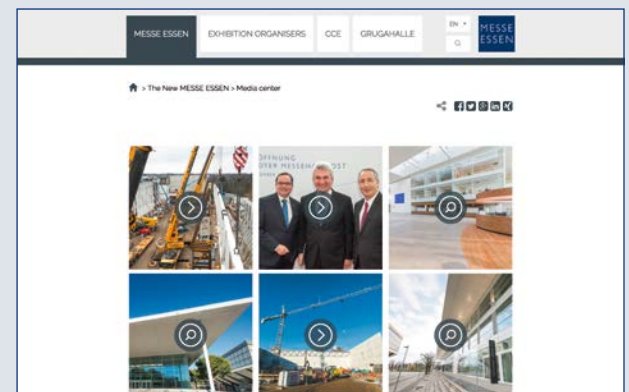 MESSE ESSEN
EXHIBITION ORGANISERS
CCE
GRUGAHALLE
EN
MESSE
ESSEN
> The New MESSE ESSEN > Media center